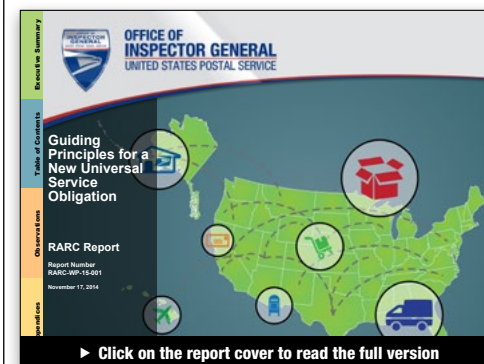 OFFICE OF
INSPECTOR GENERAL
UNITED STATES POSTAL SERVICE
Executive Summary
Table of Contents
Observations
Guiding
Principles for a
New Universal
Service
Obligation
RARC Report
Report Number
RARC-WP-15-001
November 17, 2014
▶ Click on the report cover to read the full version